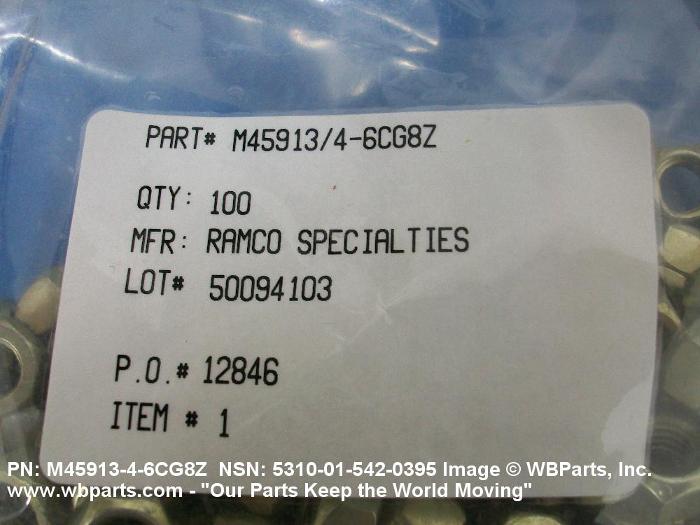 PART# M45913/4-6CG8Z
QTY: 100
MFR: RAMCO SPECIALTIES
LOT# 50094103
P.O.# 12846
ITEM # 1
PN: M45913-4-6CG8Z NSN: 5310-01-542-0395 Image © WBParts, Inc.
www.wbparts.com - "Our Parts Keep the World Moving"